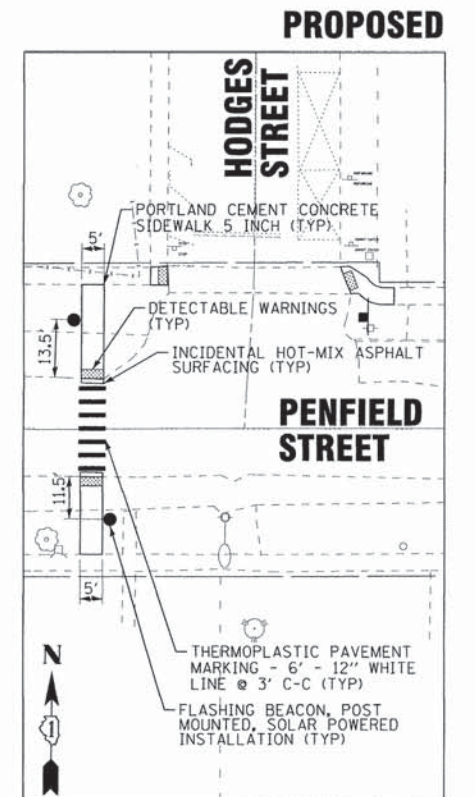 PROPOSED
HODGES
STREET
PORTLAND CEMENT CONCRETE
SIDEWALK 5 INCH (TYP)
5'
DETECTABLE WARNINGS
(TYP)
13.5'
INCIDENTAL HOT-MIX ASPHALT
SURFACING (TYP)
PENFIELD
STREET
11.5'
5'
THERMOPLASTIC PAVEMENT
MARKING - 6' - 12" WHITE
LINE @ 3' C-C (TYP)
FLASHING BEACON, POST
MOUNTED, SOLAR POWERED
INSTALLATION (TYP)
N
1